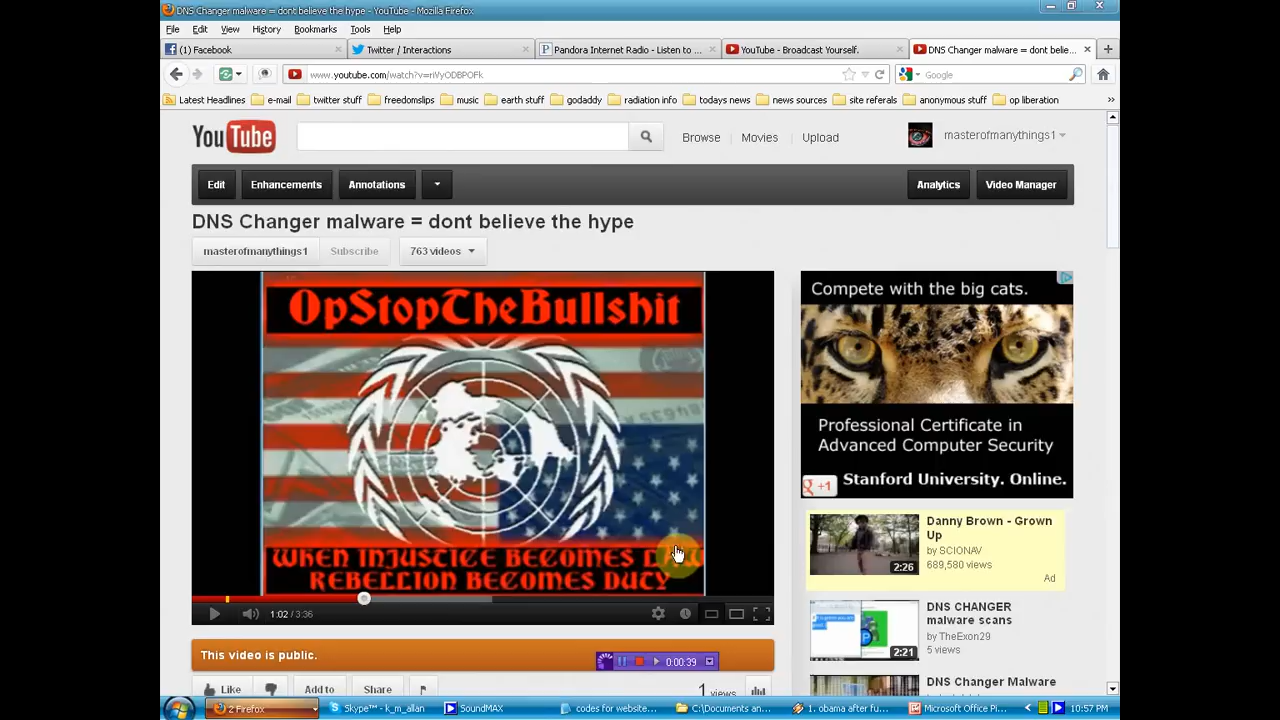 DNS Changer malware = dont believe the hype - YouTube - Mozilla Firefox
File Edit View History Bookmarks Tools Help
(1) Facebook
Twitter / Interactions
Pandora Internet Radio - Listen to ...
YouTube - Broadcast Yourself.
DNS Changer malware = dont belie...
Google
Latest Headlines e-mail twitter stuff freedomslips music earth stuff godaddy radiation info todays news news sources site referals anonymous stuff op liberation
YouTube
Browse Movies Upload
masterofmanythings1
Edit Enhancements Annotations
Analytics Video Manager
DNS Changer malware = dont believe the hype
masterofmanythings1 Subscribe 763 videos
OpStopTheBullshit
WHEN INJUSTICE BECOMES LAW
REBELLION BECOMES DUTY
1:02 / 3:36
Compete with the big cats.
Professional Certificate in
Advanced Computer Security
+1 Stanford University. Online.
Danny Brown - Grown
Up
by SCIONAV
689,580 views
2:26
Ad
DNS CHANGER
malware scans
by TheExon29
5 views
2:21
DNS Changer Malware
This video is public.
0:00:39
Like Add to Share
1 views
2 Firefox
Skype™ - k_m_allan
SoundMAX
codes for website...
C:\Documents an...
1. obama after fu...
Microsoft Office Pi...
10:57 PM